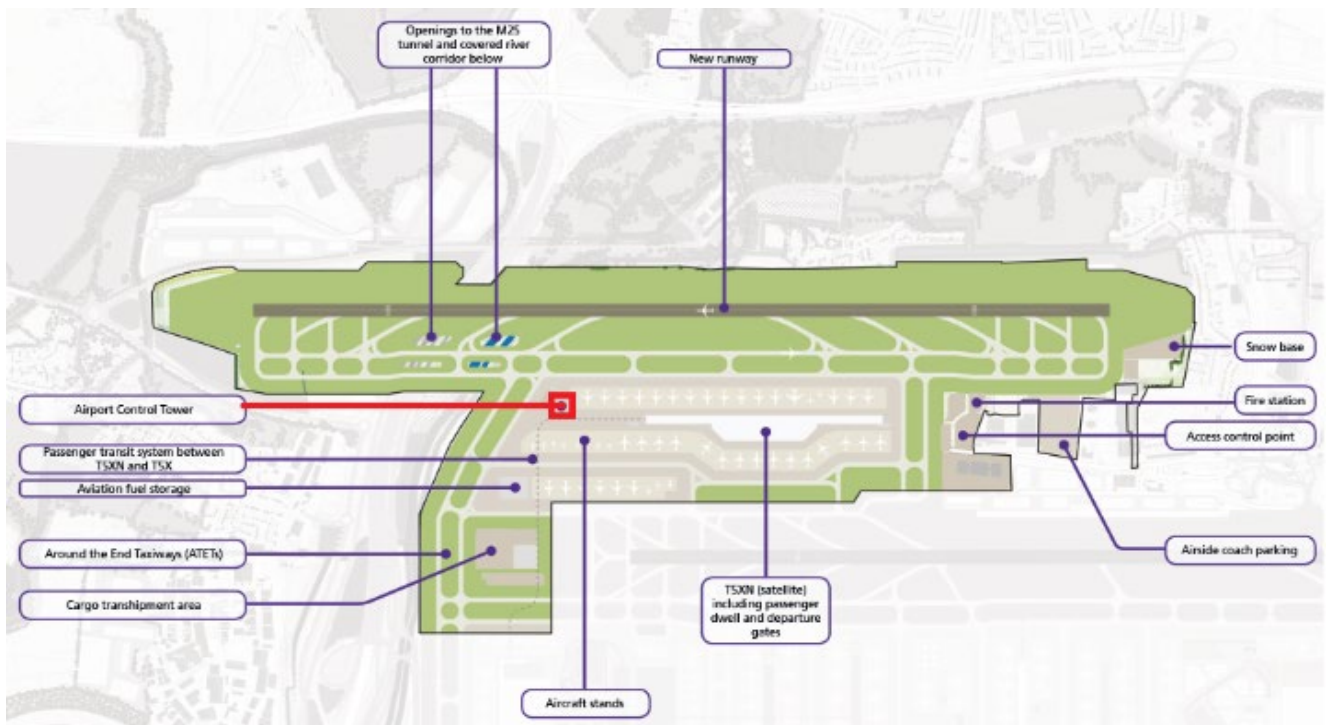 Openings to the M25
tunnel and covered river
corridor below
New runway
Snow base
Airport Control Tower
Fire station
Access control point
Passenger transit system between
T5XN and T5X
Aviation fuel storage
Around the End Taxiways (ATETs)
Airside coach parking
Cargo transhipment area
T5XN (satellite)
including passenger
dwell and departure
gates
Aircraft stands